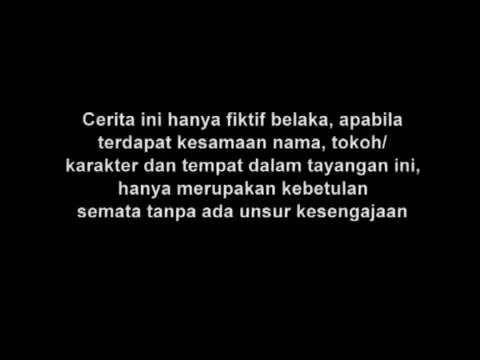 Cerita ini hanya fiktif belaka, apabila
terdapat kesamaan nama, tokoh/
karakter dan tempat dalam tayangan ini,
hanya merupakan kebetulan
semata tanpa ada unsur kesengajaan